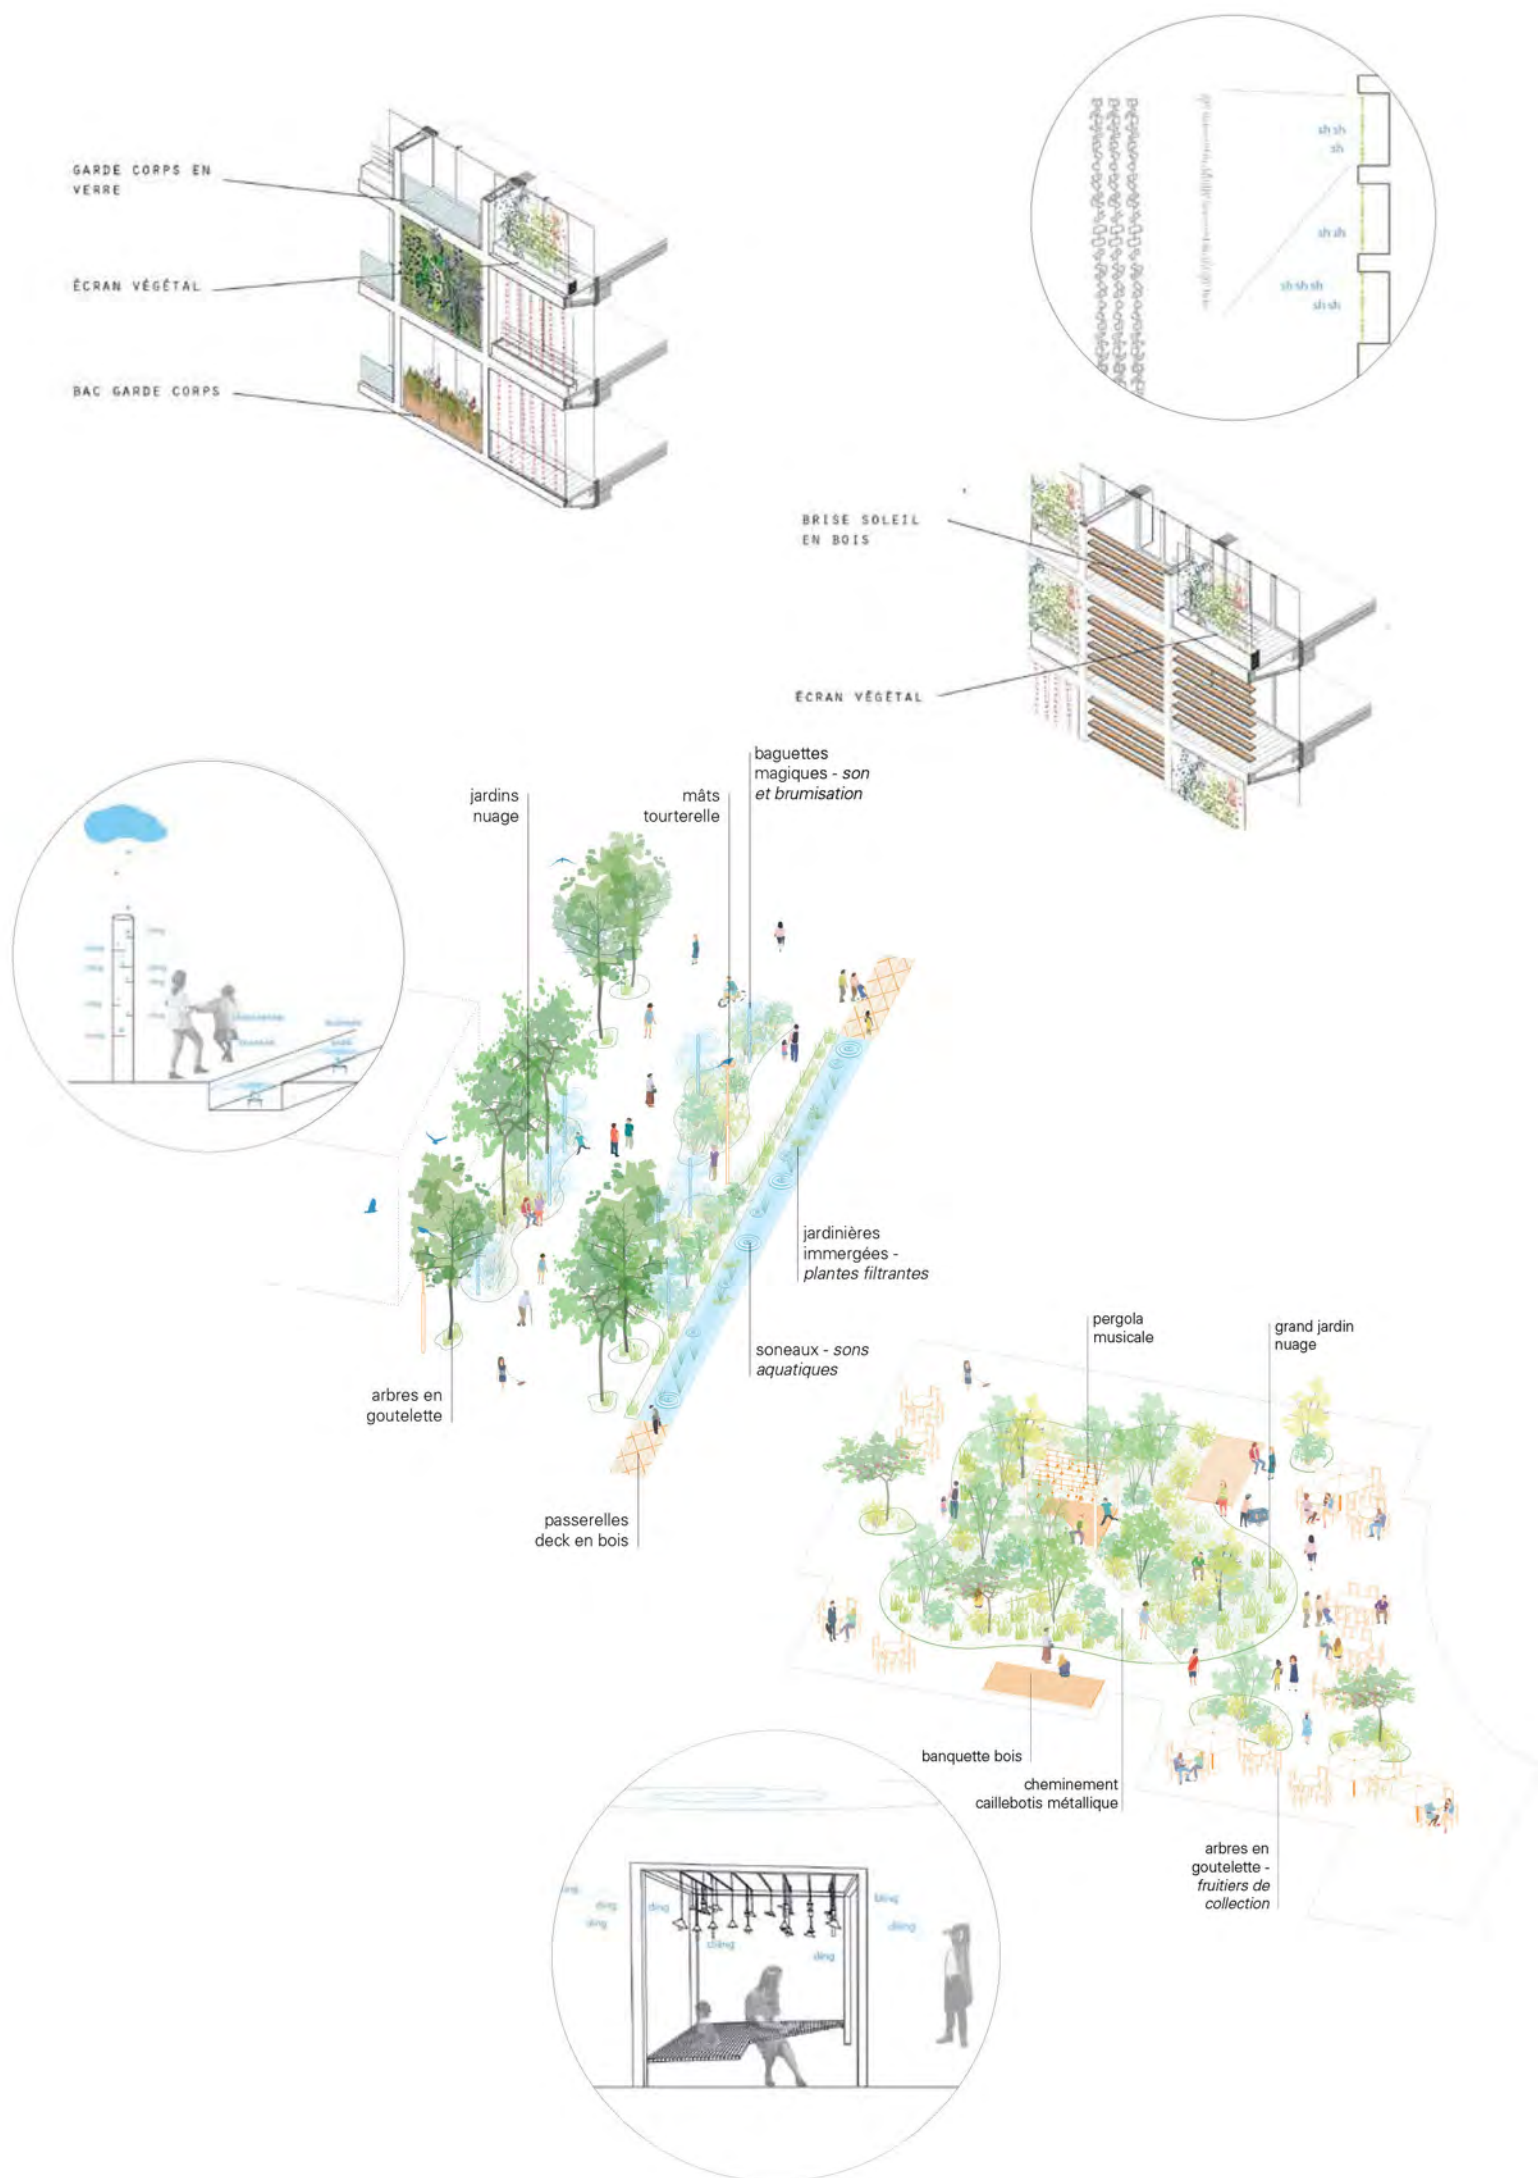 GARDE CORPS EN
VERRE
ÉCRAN VÉGÉTAL
BAC GARDE CORPS
sh sh
sh
sh sh
sh sh sh
sh sh
BRISE SOLEIL
EN BOIS
ÉCRAN VÉGÉTAL
baguettes
magiques - son
et brumisation
jardins
nuage
mâts
tourterelle
jardinières
immergées -
plantes filtrantes
soneaux - sons
aquatiques
arbres en
goutelette
passerelles
deck en bois
pergola
musicale
grand jardin
nuage
banquette bois
cheminement
caillebotis métallique
arbres en
goutelette -
fruitiers de
collection
ding
ding
ding
diing
ding